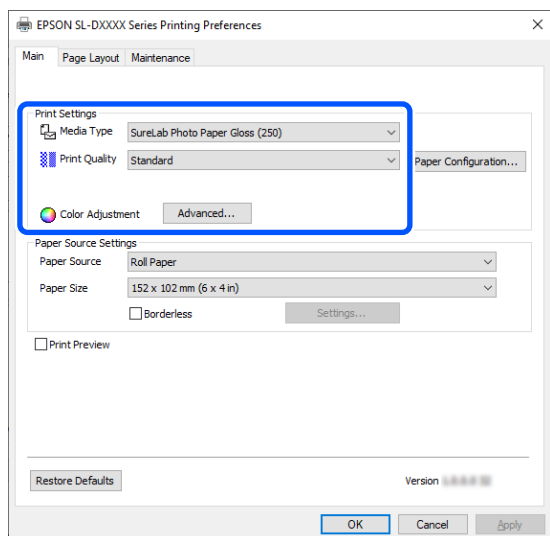 EPSON SL-DXXXX Series Printing Preferences
Main Page Layout Maintenance
Print Settings
Media Type SureLab Photo Paper Gloss (250)
Print Quality Standard Paper Configuration...
Color Adjustment Advanced...
Paper Source Settings
Paper Source Roll Paper
Paper Size 152 x 102 mm (6 x 4 in)
Borderless Settings...
Print Preview
Restore Defaults Version
OK Cancel Apply